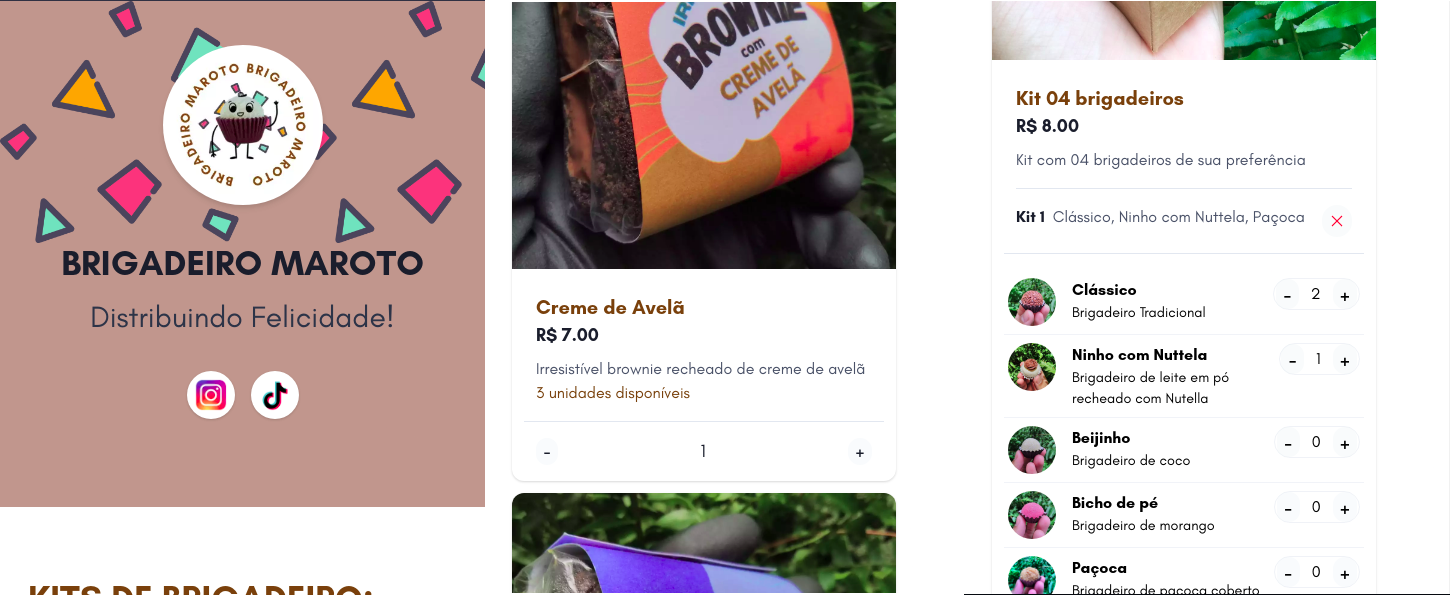 BRIGADEIRO MAROTO BRIGADEIRO MAROTO
BRIGADEIRO MAROTO
Distribuindo Felicidade!
KITS DE BRIGADEIRO:
BROWNIE
com
CREME DE
AVELÃ
Creme de Avelã
R$ 7.00
Irresistível brownie recheado de creme de avelã
3 unidades disponíveis
- 1 +
Kit 04 brigadeiros
R$ 8.00
Kit com 04 brigadeiros de sua preferência
Kit 1 Clássico, Ninho com Nuttela, Paçoca
Clássico
Brigadeiro Tradicional
- 2 +
Ninho com Nuttela
Brigadeiro de leite em pó
recheado com Nutella
- 1 +
Beijinho
Brigadeiro de coco
- 0 +
Bicho de pé
Brigadeiro de morango
- 0 +
Paçoca
Brigadeiro de paçoca coberto
- 0 +